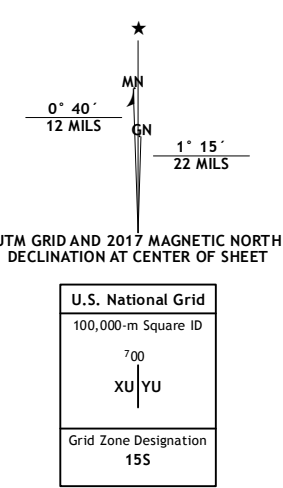 ★
MN
0° 40´
12 MILS
GN
1° 15´
22 MILS
UTM GRID AND 2017 MAGNETIC NORTH
DECLINATION AT CENTER OF SHEET
U.S. National Grid
100,000-m Square ID
⁷00
XU YU
Grid Zone Designation
15S